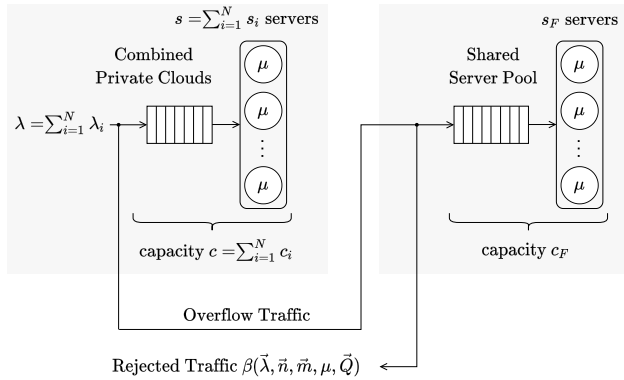 s =∑_{i=1}^{N} s_i servers
s_F servers
Combined
Private Clouds
Shared
Server Pool
μ
μ
μ
μ
λ =∑_{i=1}^{N} λ_i
⋮
⋮
μ
μ
capacity c =∑_{i=1}^{N} c_i
capacity c_F
Overflow Traffic
Rejected Traffic β(λ⃗, n⃗, m⃗, μ, Q⃗)